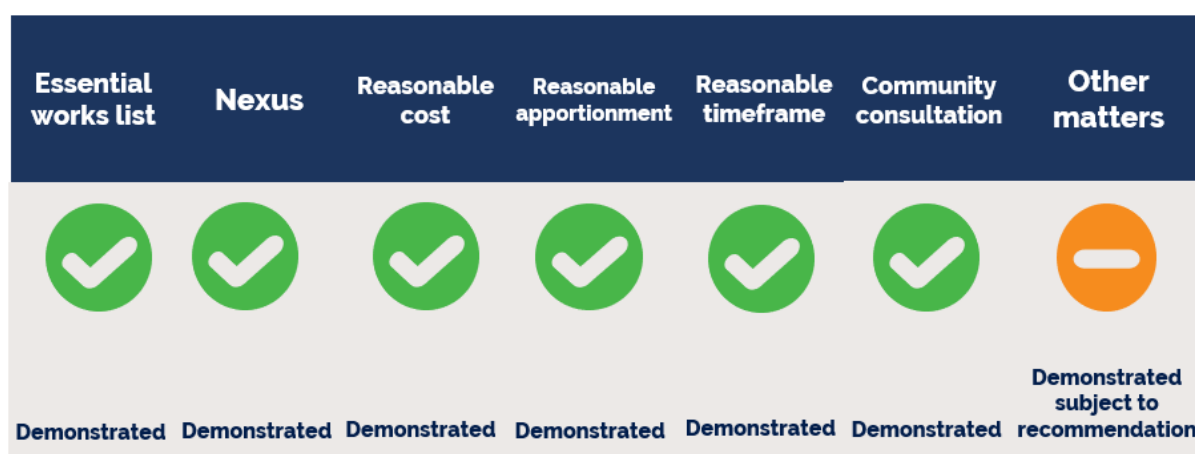 Essential
works list
Nexus
Reasonable
cost
Reasonable
apportionment
Reasonable
timeframe
Community
consultation
Other
matters
Demonstrated
Demonstrated
Demonstrated
Demonstrated
Demonstrated
Demonstrated
Demonstrated
subject to
recommendation